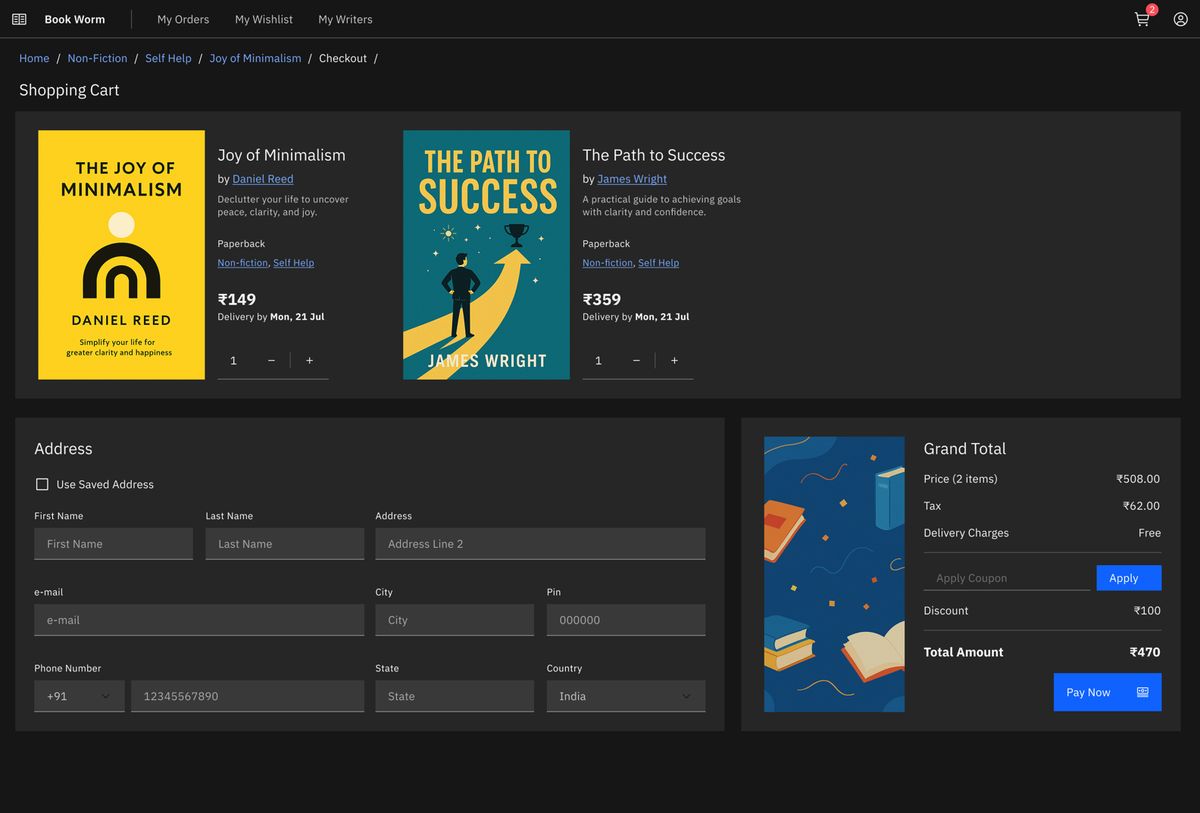 Book Worm
My Orders
My Wishlist
My Writers
2
Home / Non-Fiction / Self Help / Joy of Minimalism / Checkout /
Shopping Cart
THE JOY OF
MINIMALISM
DANIEL REED
Simplify your life for
greater clarity and happiness
Joy of Minimalism
by Daniel Reed
Declutter your life to uncover
peace, clarity, and joy.
Paperback
Non-fiction, Self Help
₹149
Delivery by Mon, 21 Jul
1 − +
THE PATH TO
SUCCESS
JAMES WRIGHT
The Path to Success
by James Wright
A practical guide to achieving goals
with clarity and confidence.
Paperback
Non-fiction, Self Help
₹359
Delivery by Mon, 21 Jul
1 − +
Address
Use Saved Address
First Name
First Name
Last Name
Last Name
Address
Address Line 2
e-mail
e-mail
City
City
Pin
000000
Phone Number
+91
12345567890
State
State
Country
India
Grand Total
Price (2 items) ₹508.00
Tax ₹62.00
Delivery Charges Free
Apply Coupon
Apply
Discount ₹100
Total Amount ₹470
Pay Now